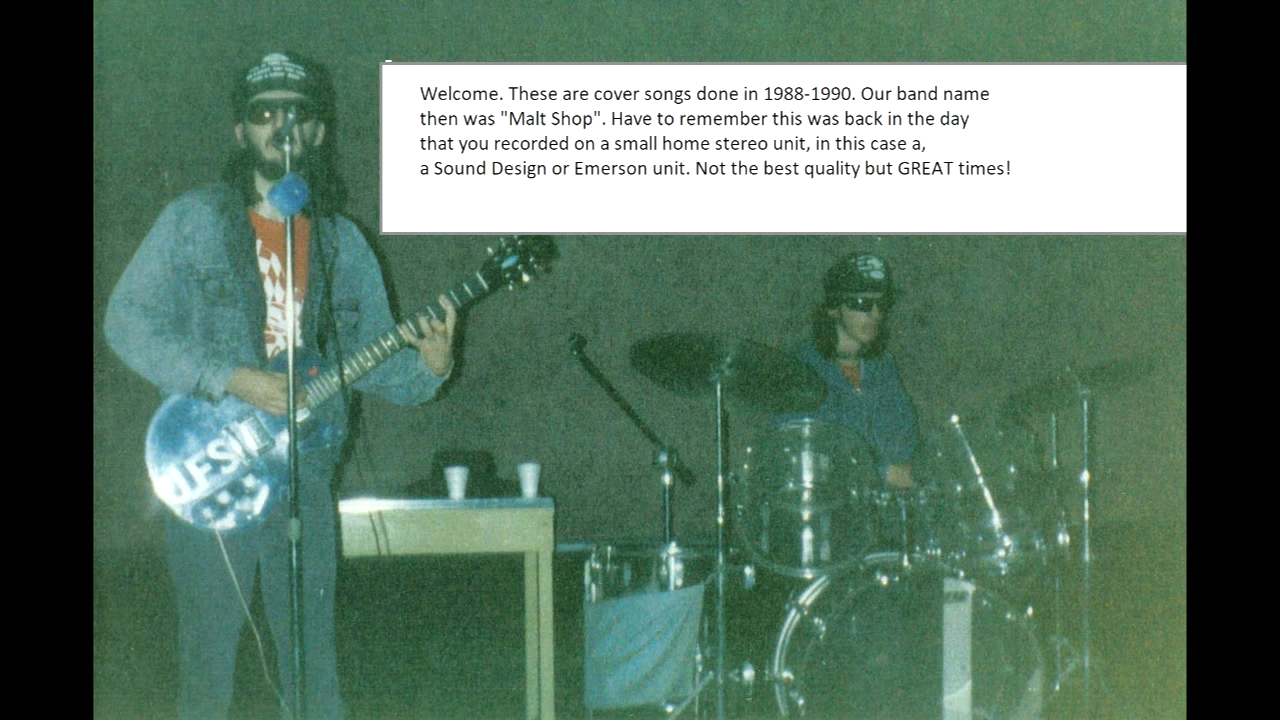 Welcome. These are cover songs done in 1988-1990. Our band name
then was "Malt Shop". Have to remember this was back in the day
that you recorded on a small home stereo unit, in this case a,
a Sound Design or Emerson unit. Not the best quality but GREAT times!